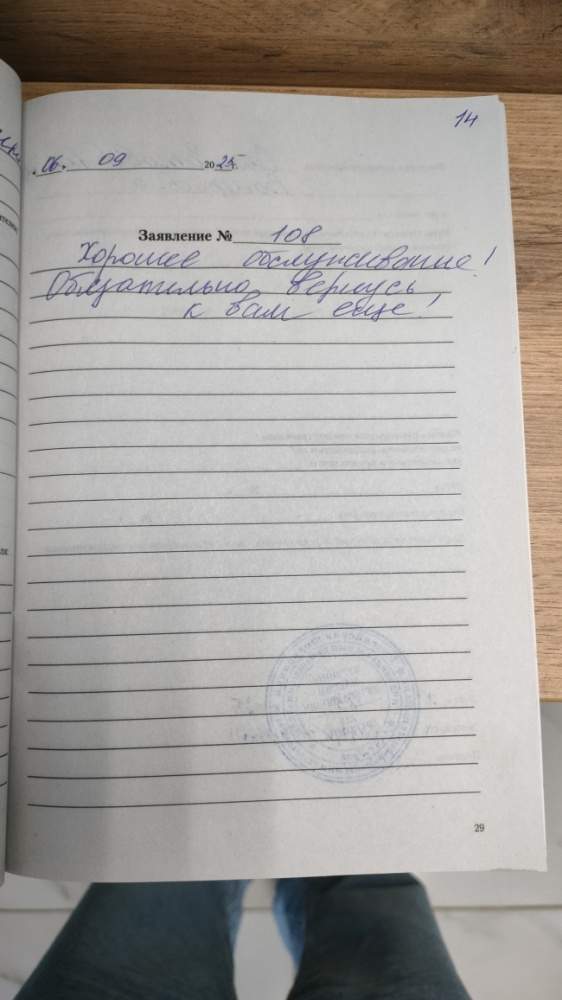 14
06. 09 2025
Заявление № 108
Хорошее обслуживание!
Обязательно вернусь
к вам еще!
29